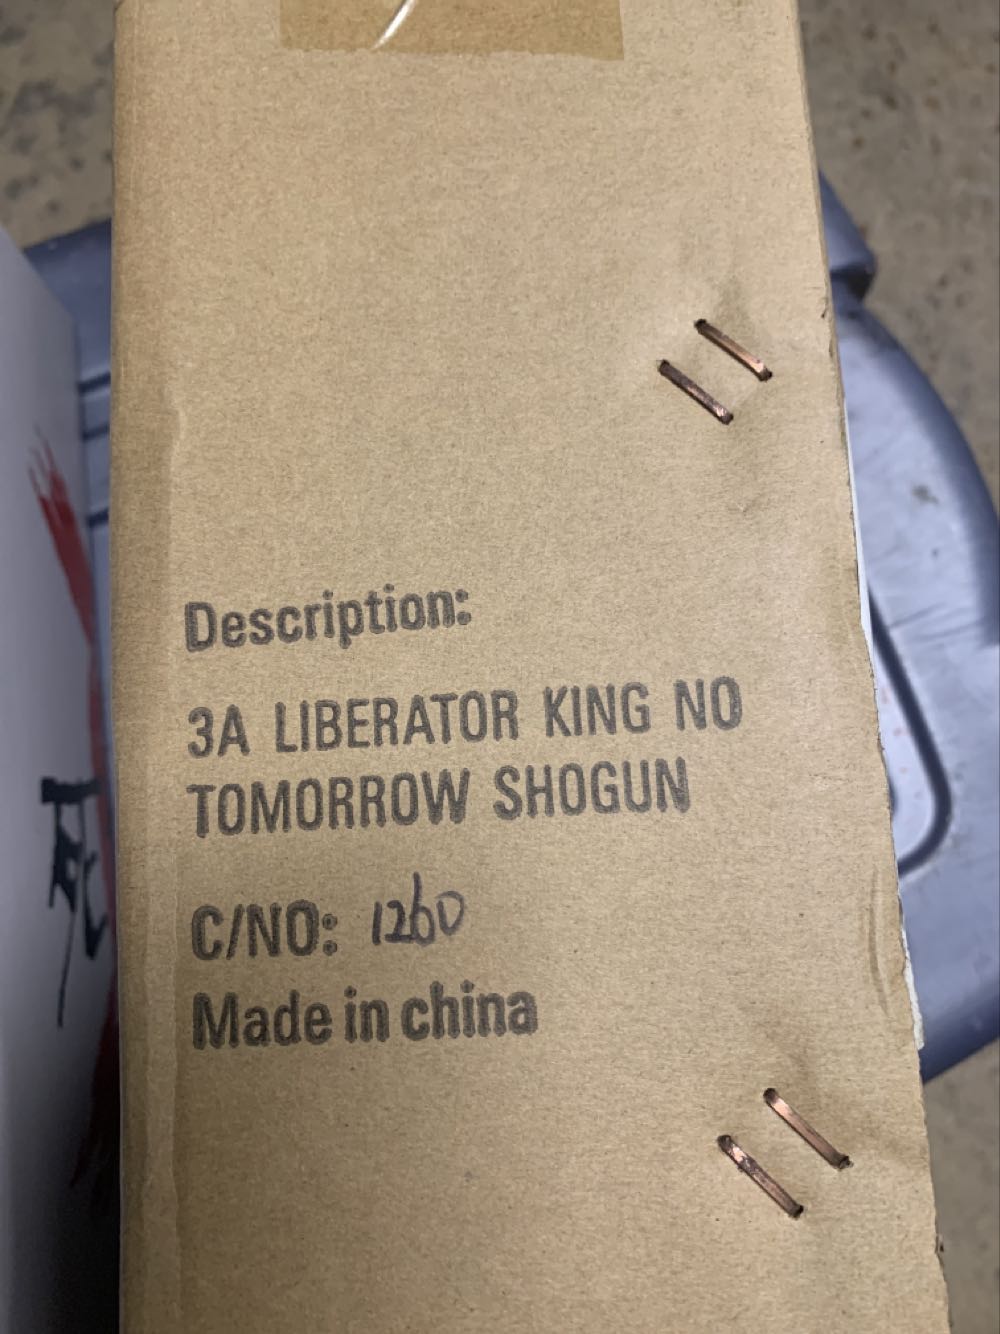 Description:
3A LIBERATOR KING NO
TOMORROW SHOGUN
C/NO: 1260
Made in china